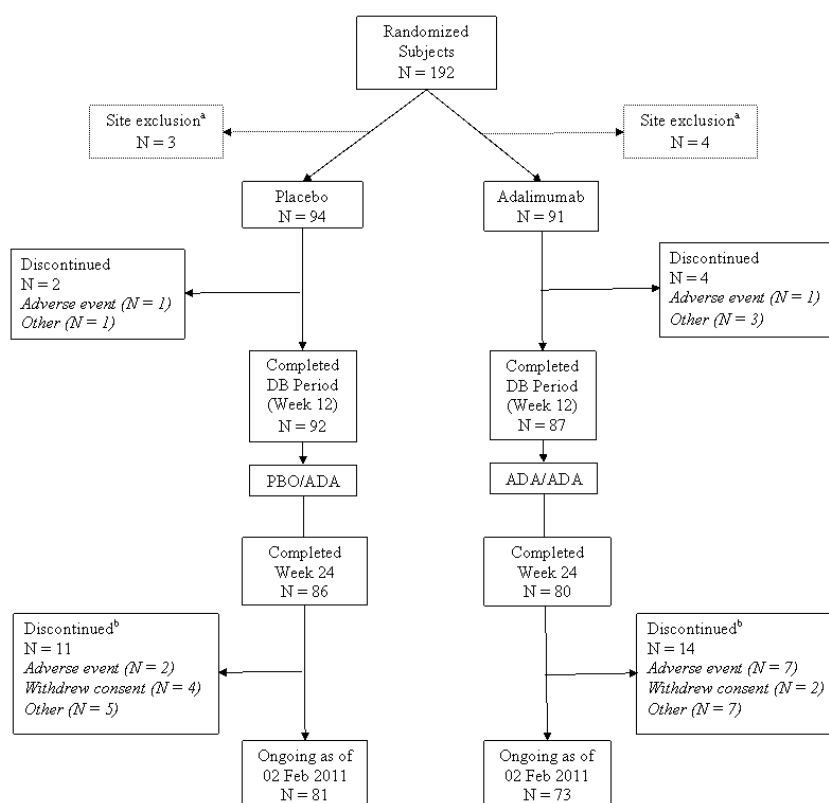 Randomized
Subjects
N = 192
Site exclusionᵃ
N = 3
Site exclusionᵃ
N = 4
Placebo
N = 94
Adalimumab
N = 91
Discontinued
N = 2
Adverse event (N = 1)
Other (N = 1)
Discontinued
N = 4
Adverse event (N = 1)
Other (N = 3)
Completed
DB Period
(Week 12)
N = 92
Completed
DB Period
(Week 12)
N = 87
PBO/ADA
ADA/ADA
Completed
Week 24
N = 86
Completed
Week 24
N = 80
Discontinuedᵇ
N = 11
Adverse event (N = 2)
Withdrew consent (N = 4)
Other (N = 5)
Discontinuedᵇ
N = 14
Adverse event (N = 7)
Withdrew consent (N = 2)
Other (N = 7)
Ongoing as of
02 Feb 2011
N = 81
Ongoing as of
02 Feb 2011
N = 73